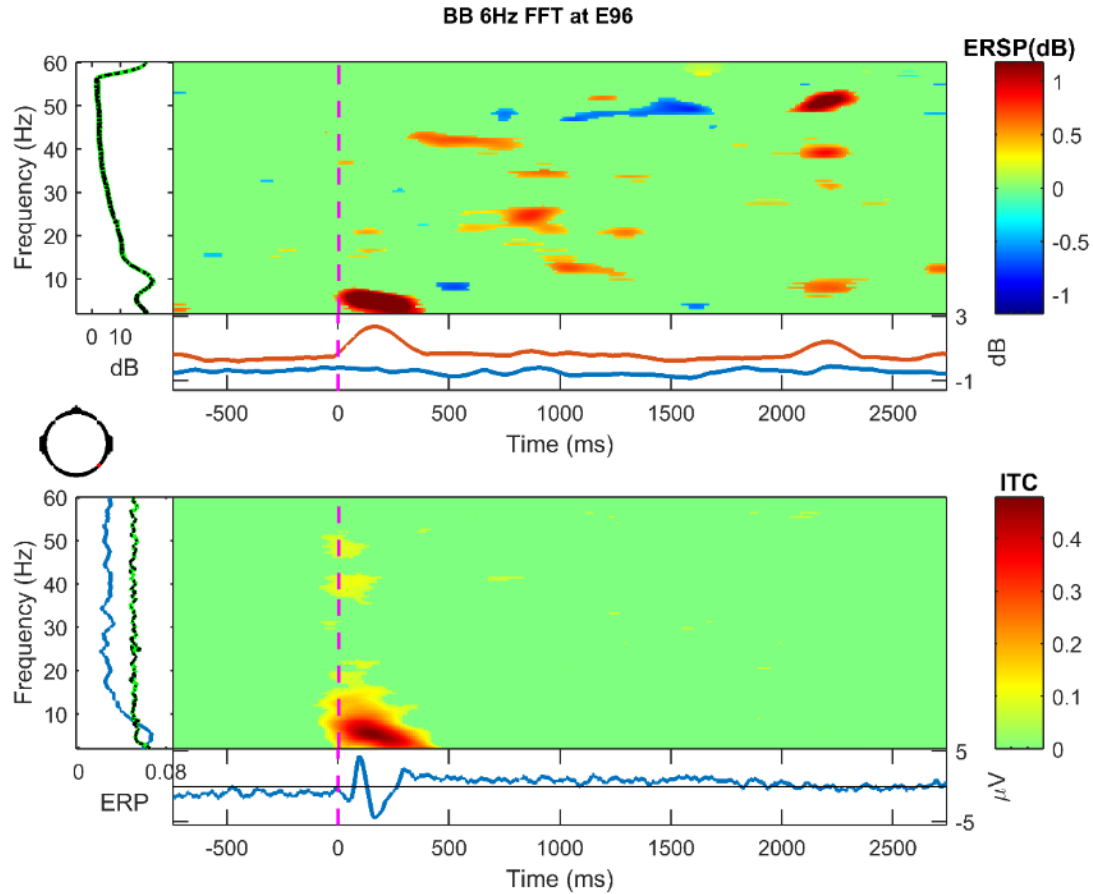 BB 6Hz FFT at E96
ERSP(dB)
60
50
40
30
20
10
Frequency (Hz)
0 10
dB
1
0.5
0
-0.5
-1
3
-1
dB
-500 0 500 1000 1500 2000 2500
Time (ms)
ITC
60
50
40
30
20
10
Frequency (Hz)
0 0.08
ERP
0.4
0.3
0.2
0.1
0
5
-5
μV
-500 0 500 1000 1500 2000 2500
Time (ms)